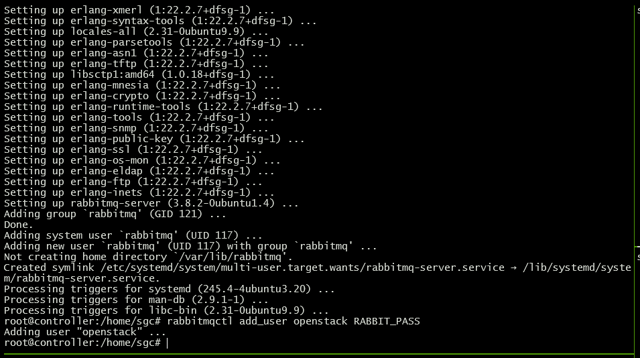 Setting up erlang-xmerl (1:22.2.7+dfsg-1) ...
Setting up erlang-syntax-tools (1:22.2.7+dfsg-1) ...
Setting up locales-all (2.31-0ubuntu9.9) ...
Setting up erlang-parsetools (1:22.2.7+dfsg-1) ...
Setting up erlang-asn1 (1:22.2.7+dfsg-1) ...
Setting up erlang-tftp (1:22.2.7+dfsg-1) ...
Setting up libsctp1:amd64 (1.0.18+dfsg-1) ...
Setting up erlang-mnesia (1:22.2.7+dfsg-1) ...
Setting up erlang-crypto (1:22.2.7+dfsg-1) ...
Setting up erlang-runtime-tools (1:22.2.7+dfsg-1) ...
Setting up erlang-tools (1:22.2.7+dfsg-1) ...
Setting up erlang-snmp (1:22.2.7+dfsg-1) ...
Setting up erlang-public-key (1:22.2.7+dfsg-1) ...
Setting up erlang-ssl (1:22.2.7+dfsg-1) ...
Setting up erlang-os-mon (1:22.2.7+dfsg-1) ...
Setting up erlang-eldap (1:22.2.7+dfsg-1) ...
Setting up erlang-ftp (1:22.2.7+dfsg-1) ...
Setting up erlang-inets (1:22.2.7+dfsg-1) ...
Setting up rabbitmq-server (3.8.2-0ubuntu1.4) ...
Adding group `rabbitmq' (GID 121) ...
Done.
Adding system user `rabbitmq' (UID 117) ...
Adding new user `rabbitmq' (UID 117) with group `rabbitmq' ...
Not creating home directory `/var/lib/rabbitmq'.
Created symlink /etc/systemd/system/multi-user.target.wants/rabbitmq-server.service → /lib/systemd/syste
m/rabbitmq-server.service.
Processing triggers for systemd (245.4-4ubuntu3.20) ...
Processing triggers for man-db (2.9.1-1) ...
Processing triggers for libc-bin (2.31-0ubuntu9.9) ...
root@controller:/home/sgc# rabbitmqctl add_user openstack RABBIT_PASS
Adding user "openstack" ...
root@controller:/home/sgc#